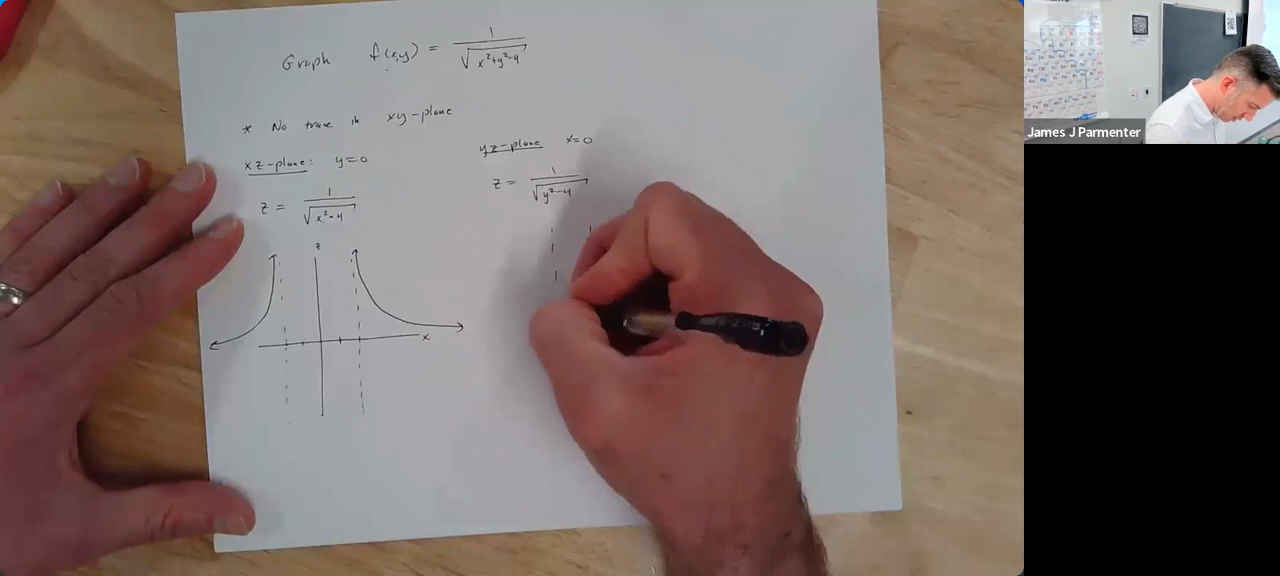 Graph f(x,y) = 1/√(x²+y²-4)
* No trace in xy-plane
xz-plane: y=0
z = 1/√(x²-4)
z
x
yz-plane x=0
z = 1/√(y²-4)
James J Parmenter